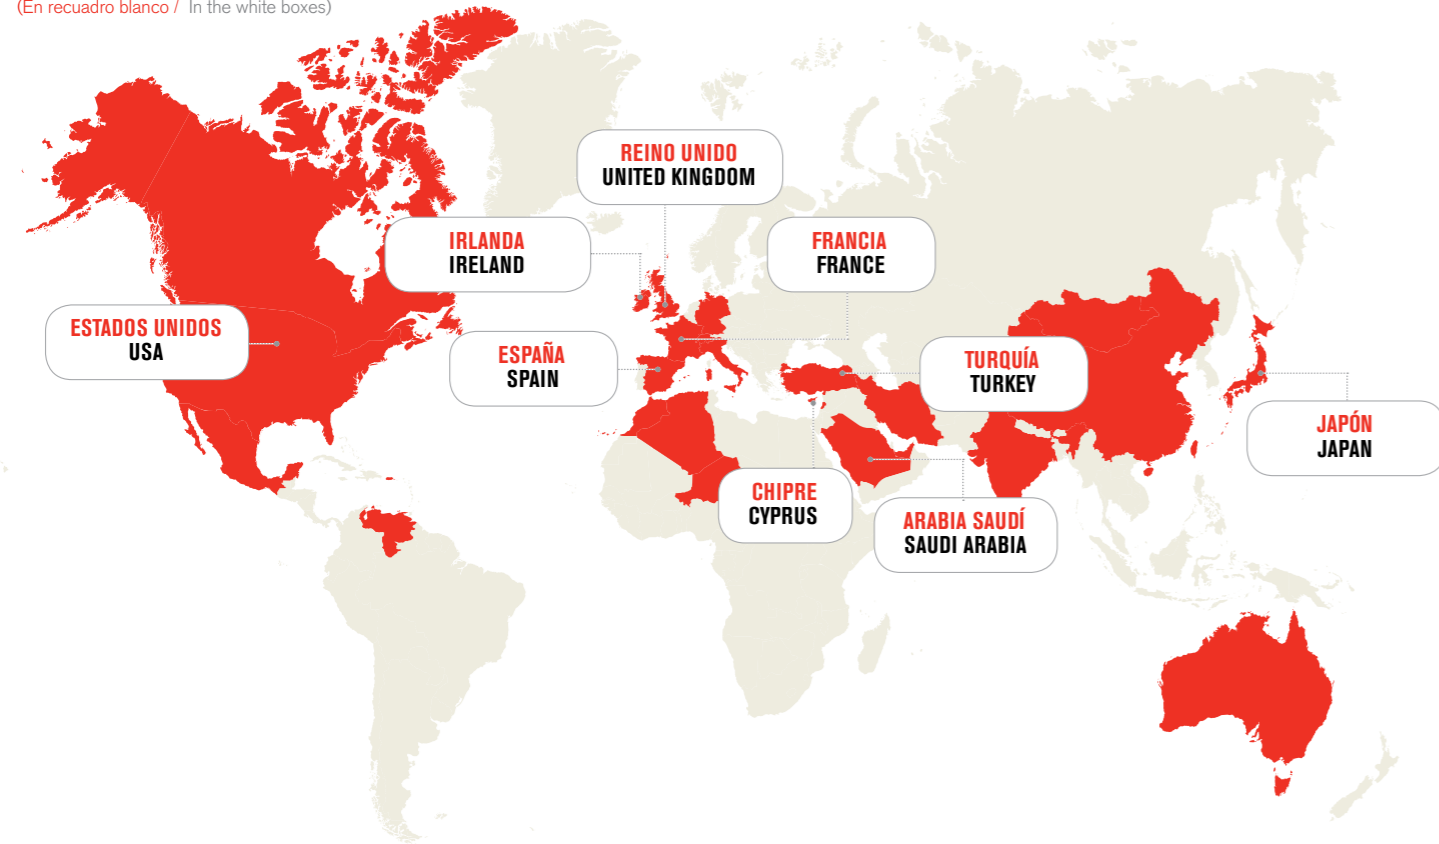 (En recuadro blanco / In the white boxes)
REINO UNIDO
UNITED KINGDOM
IRLANDA
IRELAND
FRANCIA
FRANCE
ESTADOS UNIDOS
USA
ESPAÑA
SPAIN
TURQUÍA
TURKEY
JAPÓN
JAPAN
CHIPRE
CYPRUS
ARABIA SAUDÍ
SAUDI ARABIA